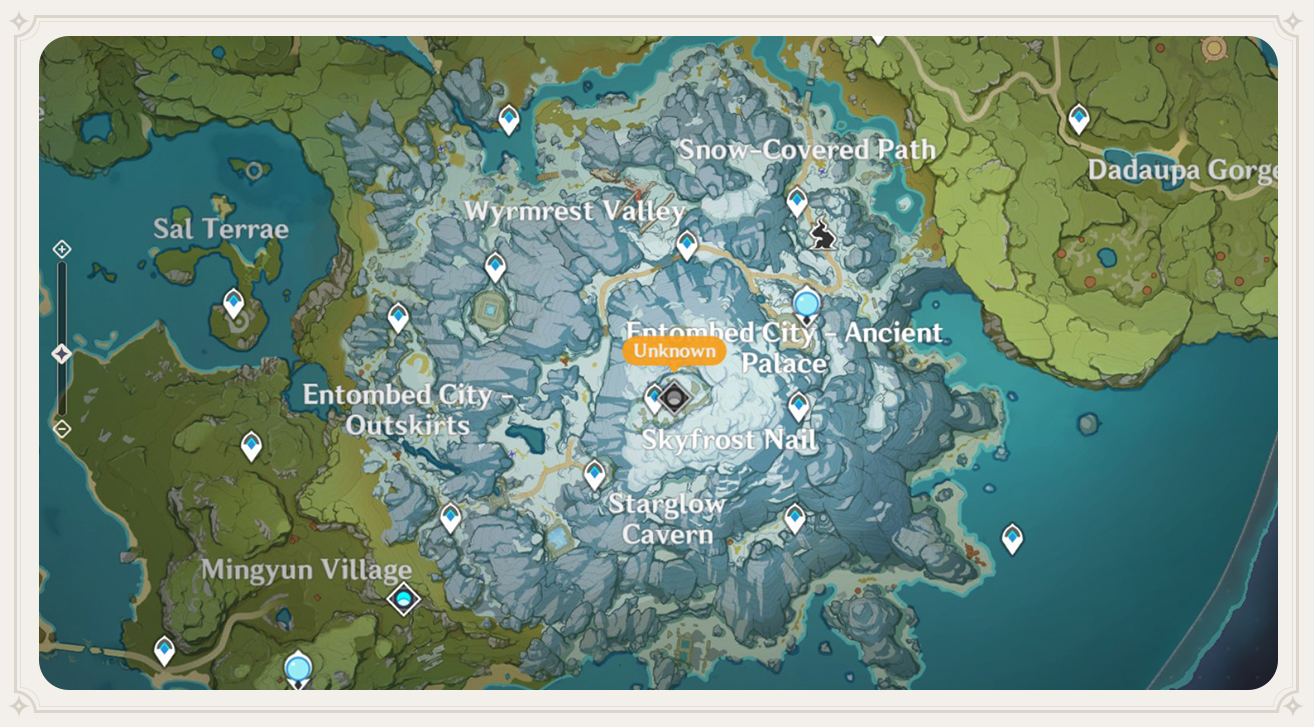 Snow-Covered Path
Dadaupa Gorge
Wyrmrest Valley
Sal Terrae
Entombed City - Ancient
Palace
Unknown
Entombed City -
Outskirts
Skyfrost Nail
Starglow
Cavern
Mingyun Village